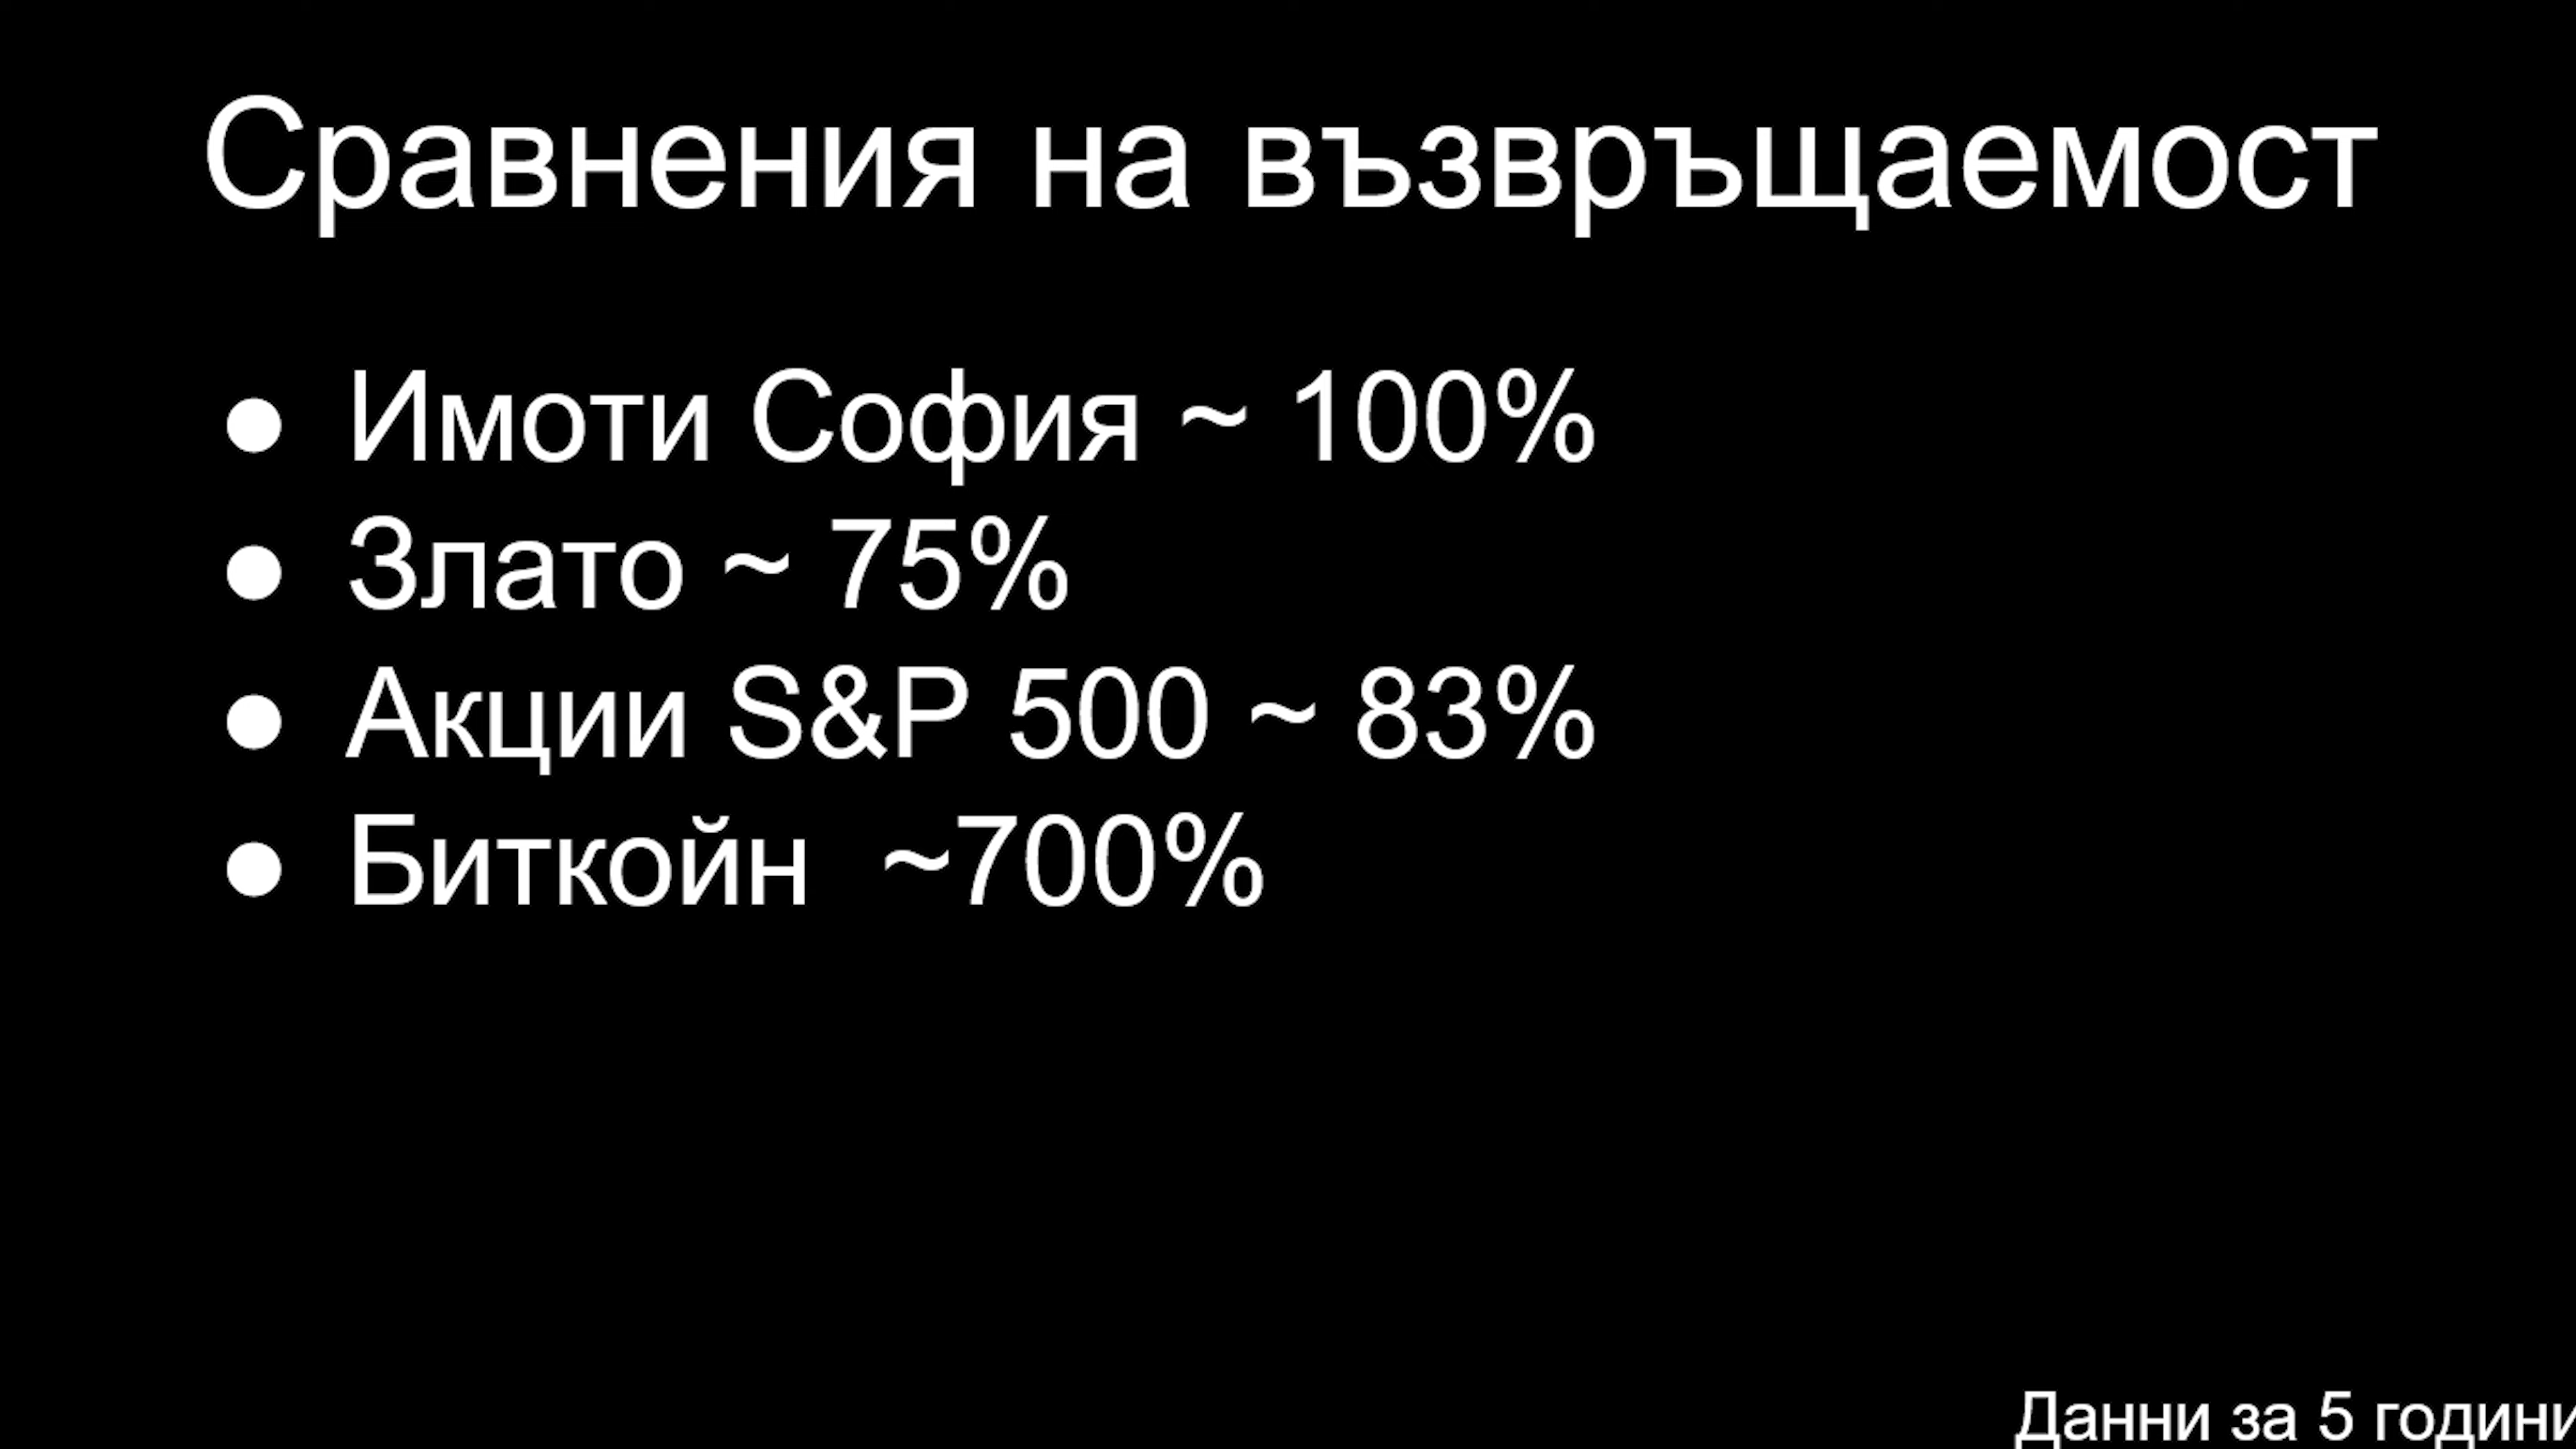 Сравнения на възвръщаемост
● Имоти София ~ 100%
● Злато ~ 75%
● Акции S&P 500 ~ 83%
● Биткойн ~700%
Данни за 5 години